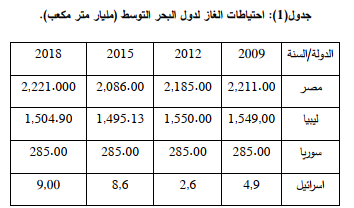 جدول(1): احتياطات الغاز لدول البحر التوسط (مليار متر مكعب).
الدولة/السنة 2009 2012 2015 2018
مصر 2,211.00 2,185.00 2,086.00 2,221.000
ليبيا 1,549,00 1,550.00 1,495.13 1,504.90
سوريا 285.00 285.00 285.00 285.00
اسرائيل 4,9 2,6 8,6 9,00